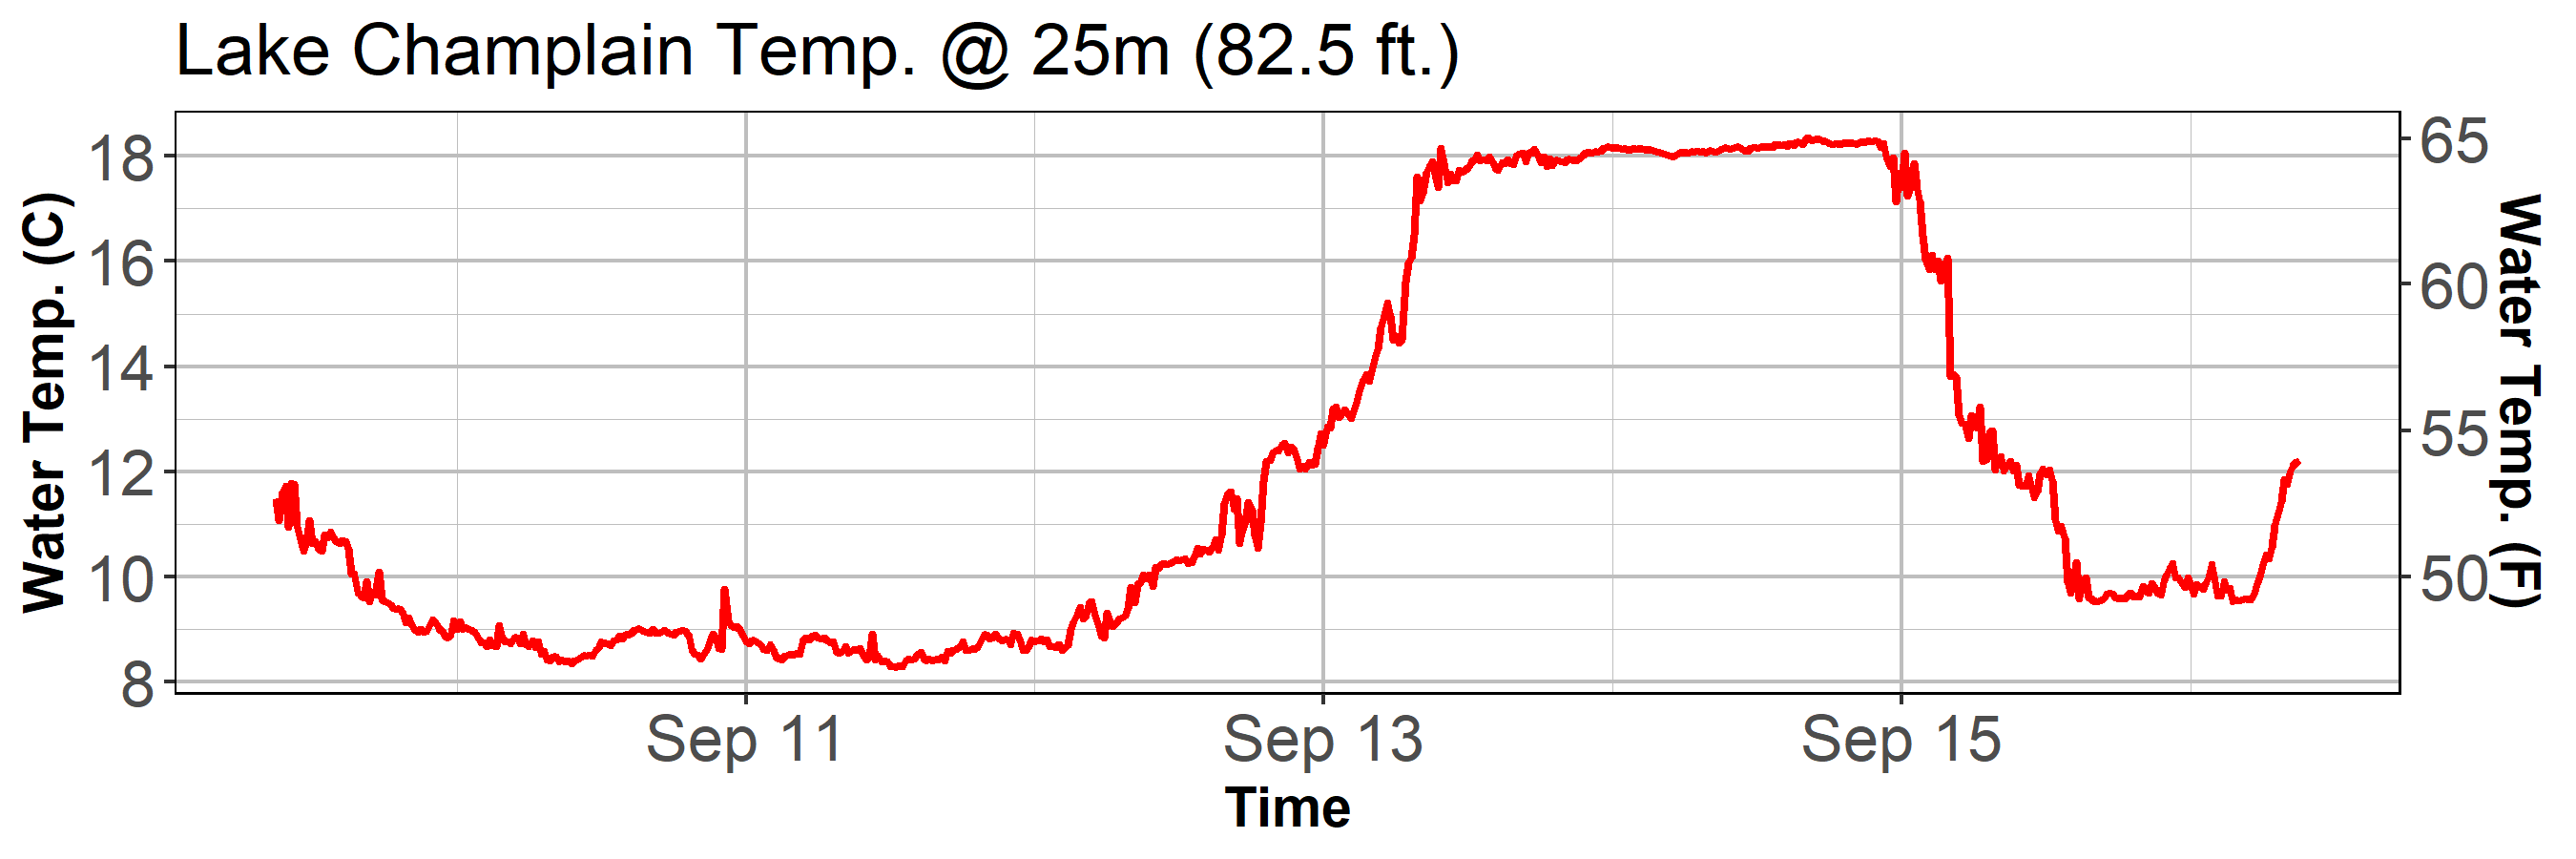 Lake Champlain Temp. @ 25m (82.5 ft.)
Water Temp. (C)
18
16
14
12
10
8
65
60
55
50
Water Temp. (F)
Sep 11 Sep 13 Sep 15
Time